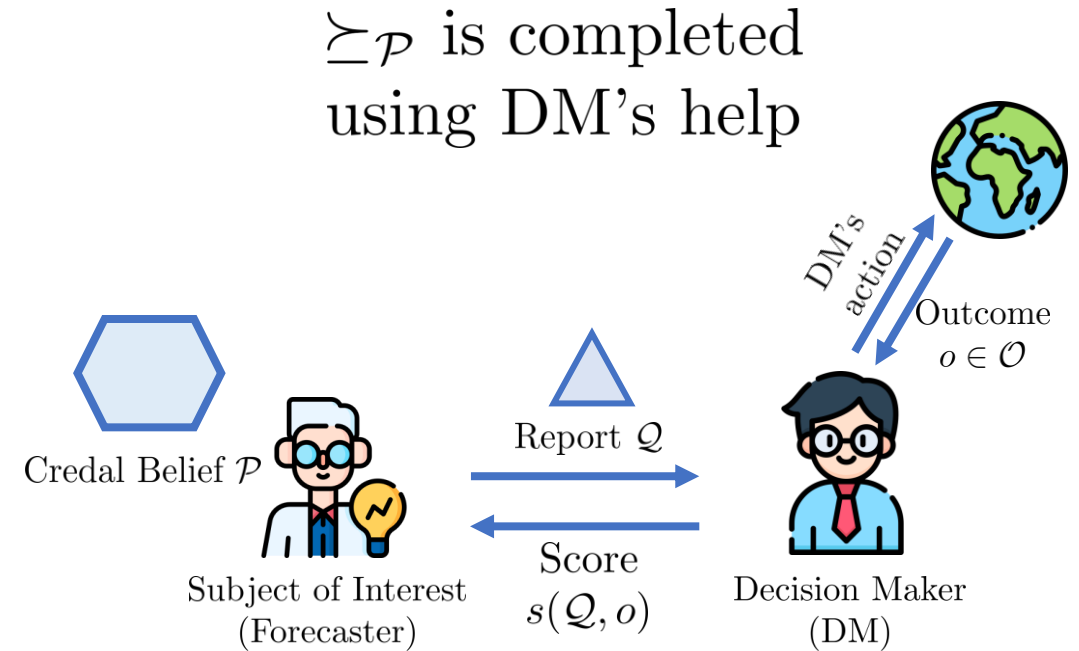 ⪰𝒫 is completed
using DM's help
DM's
action
Outcome
o ∈ 𝒪
Report 𝒬
Credal Belief 𝒫
Score
s(𝒬, o)
Subject of Interest
(Forecaster)
Decision Maker
(DM)